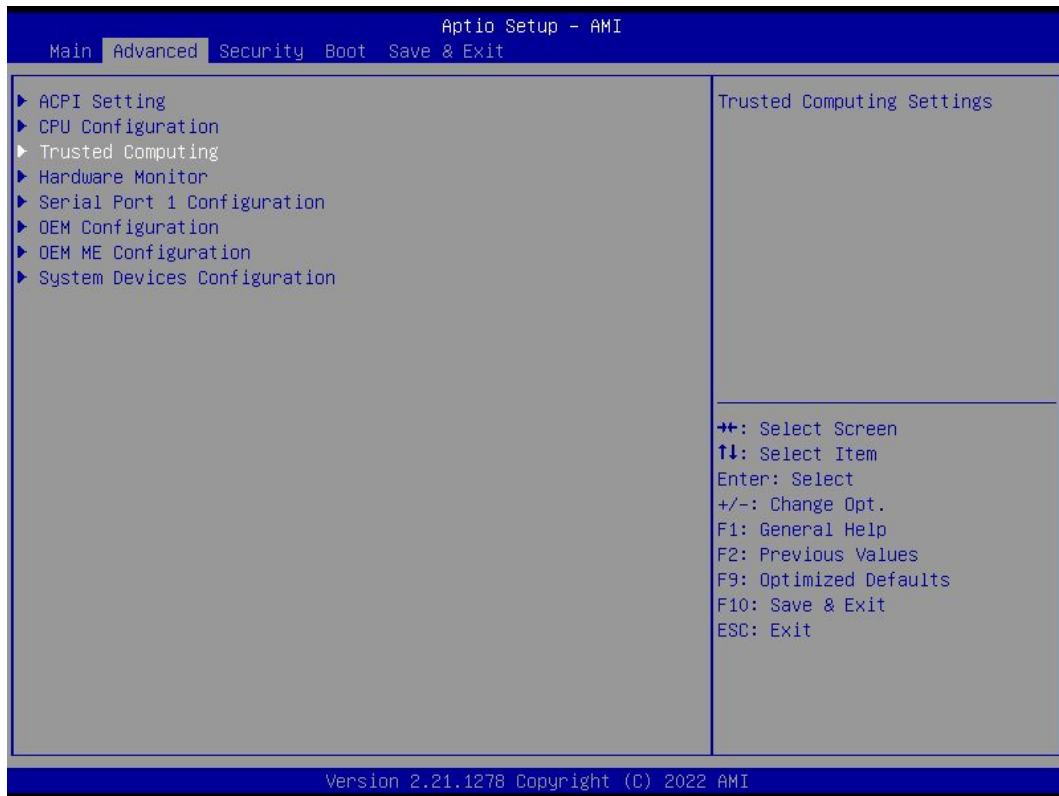 Aptio Setup - AMI
Main Advanced Security Boot Save & Exit
ACPI Setting
CPU Configuration
Trusted Computing
Hardware Monitor
Serial Port 1 Configuration
OEM Configuration
OEM ME Configuration
System Devices Configuration
Trusted Computing Settings
→←: Select Screen
↑↓: Select Item
Enter: Select
+/-: Change Opt.
F1: General Help
F2: Previous Values
F9: Optimized Defaults
F10: Save & Exit
ESC: Exit
Version 2.21.1278 Copyright (C) 2022 AMI